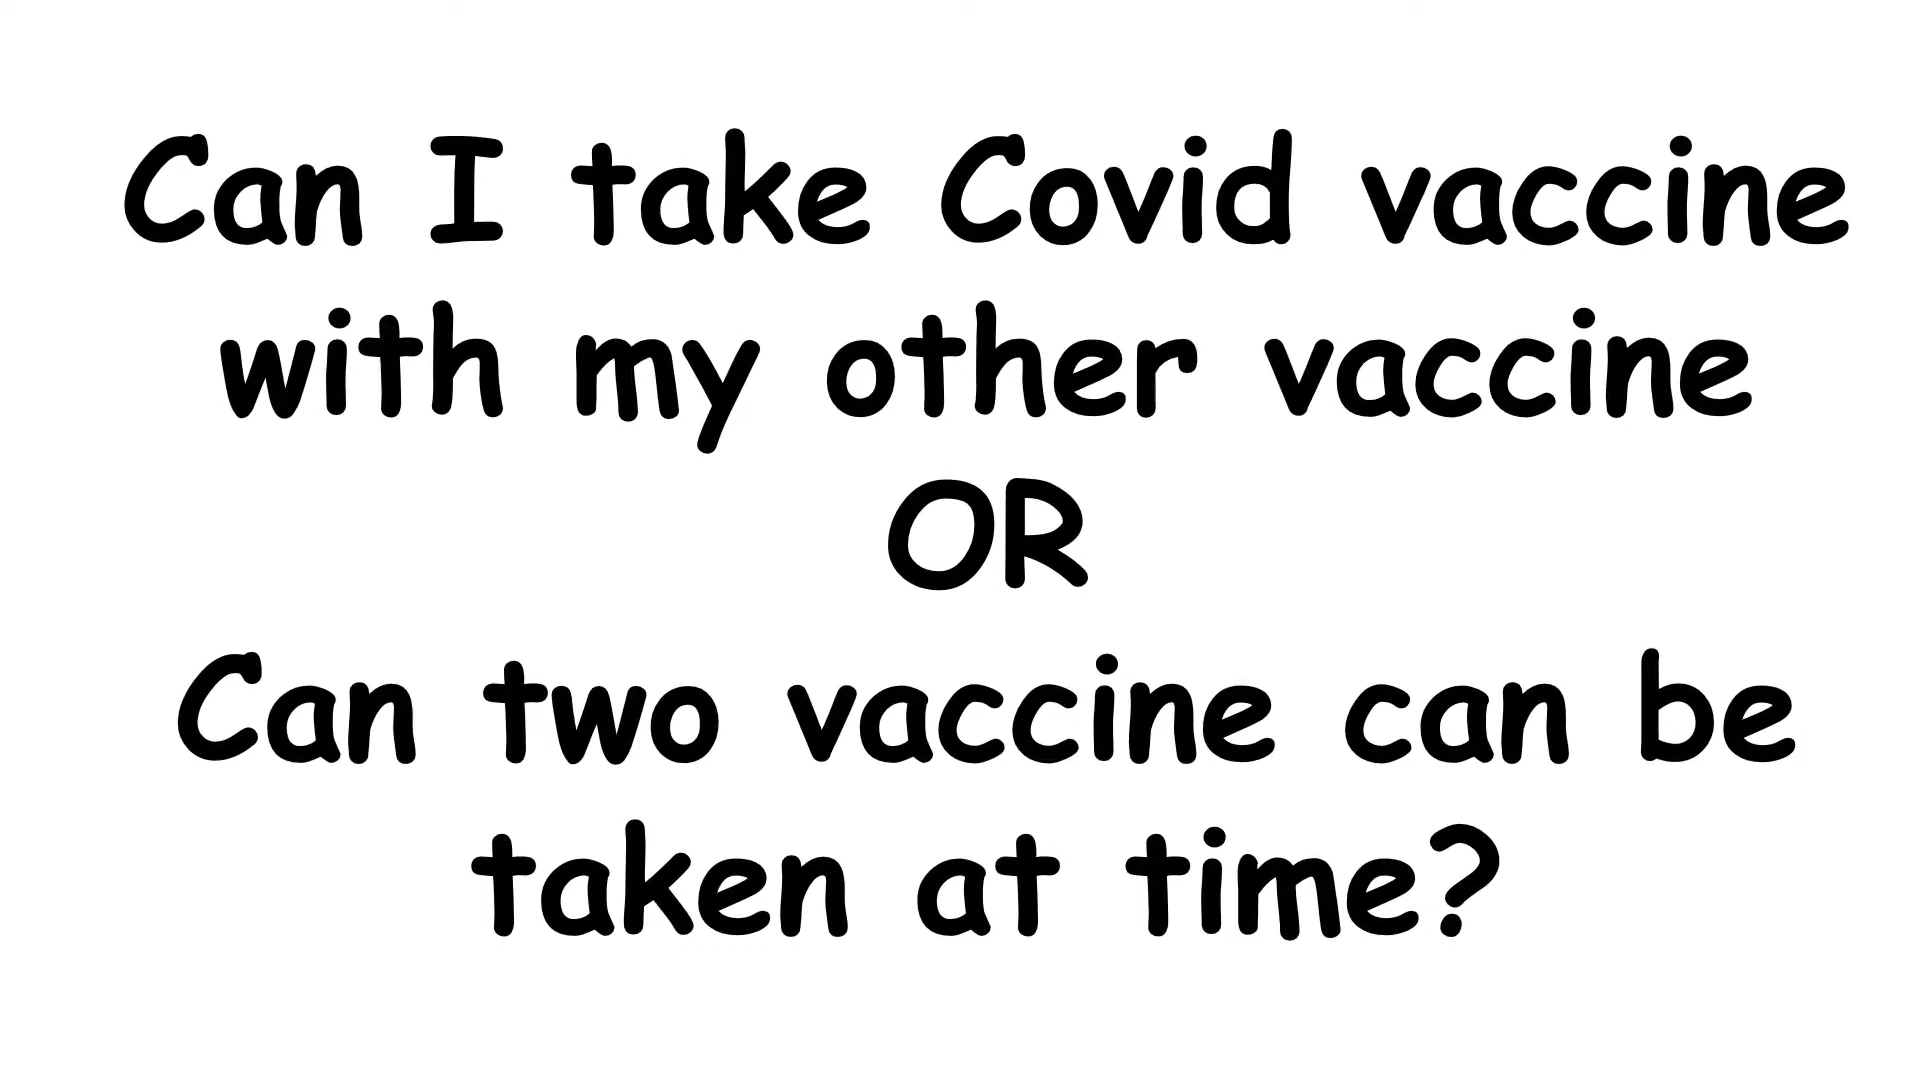 Can I take Covid vaccine
with my other vaccine
OR
Can two vaccine can be
taken at time?